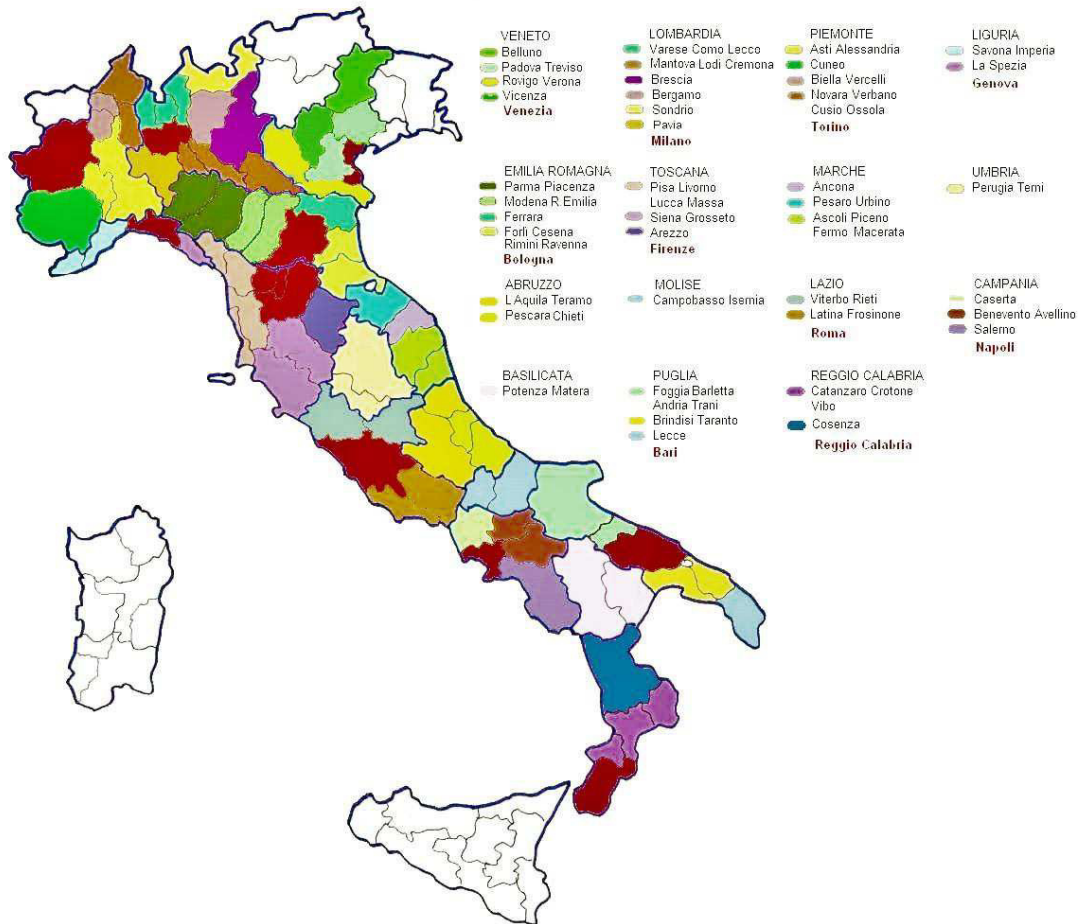 VENETO
Belluno
Padova Treviso
Rovigo Verona
Vicenza
Venezia
LOMBARDIA
Varese Como Lecco
Mantova Lodi Cremona
Brescia
Bergamo
Sondrio
Pavia
Milano
PIEMONTE
Asti Alessandria
Cuneo
Biella Vercelli
Novara Verbano
Cusio Ossola
Torino
LIGURIA
Savona Imperia
La Spezia
Genova
EMILIA ROMAGNA
Parma Piacenza
Modena R.Emilia
Ferrara
Forlì Cesena
Rimini Ravenna
Bologna
TOSCANA
Pisa Livorno
Lucca Massa
Siena Grosseto
Arezzo
Firenze
MARCHE
Ancona
Pesaro Urbino
Ascoli Piceno
Fermo Macerata
UMBRIA
Perugia Terni
ABRUZZO
L'Aquila Teramo
Pescara Chieti
MOLISE
Campobasso Isernia
LAZIO
Viterbo Rieti
Latina Frosinone
Roma
CAMPANIA
Caserta
Benevento Avellino
Salerno
Napoli
BASILICATA
Potenza Matera
PUGLIA
Foggia Barletta
Andria Trani
Brindisi Taranto
Lecce
Bari
REGGIO CALABRIA
Catanzaro Crotone
Vibo
Cosenza
Reggio Calabria